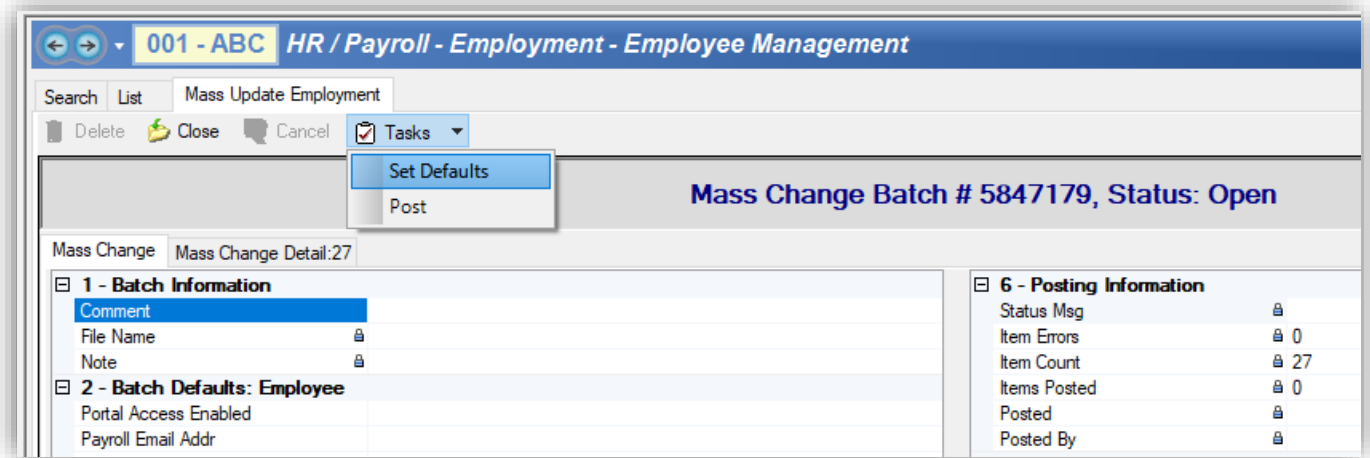 001 - ABC HR / Payroll - Employment - Employee Management
Search List Mass Update Employment
Delete Close Cancel Tasks
Set Defaults
Post
Mass Change Batch # 5847179, Status: Open
Mass Change Mass Change Detail:27
1 - Batch Information
Comment
File Name
Note
2 - Batch Defaults: Employee
Portal Access Enabled
Payroll Email Addr
6 - Posting Information
Status Msg
Item Errors 0
Item Count 27
Items Posted 0
Posted
Posted By